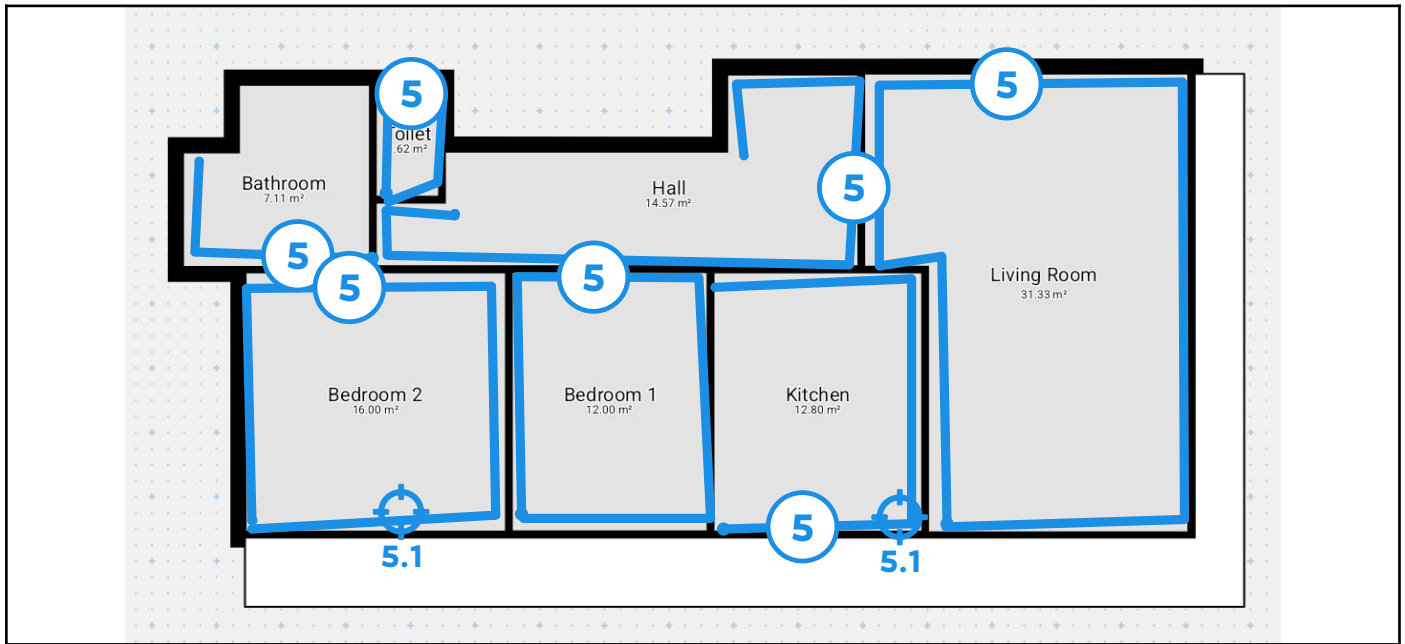 5
5
oilet
.62 m²
Bathroom
7.11 m²
Hall
14.57 m²
5
5
5
5
Living Room
31.33 m²
Bedroom 2
16.00 m²
Bedroom 1
12.00 m²
Kitchen
12.80 m²
5
5.1
5.1